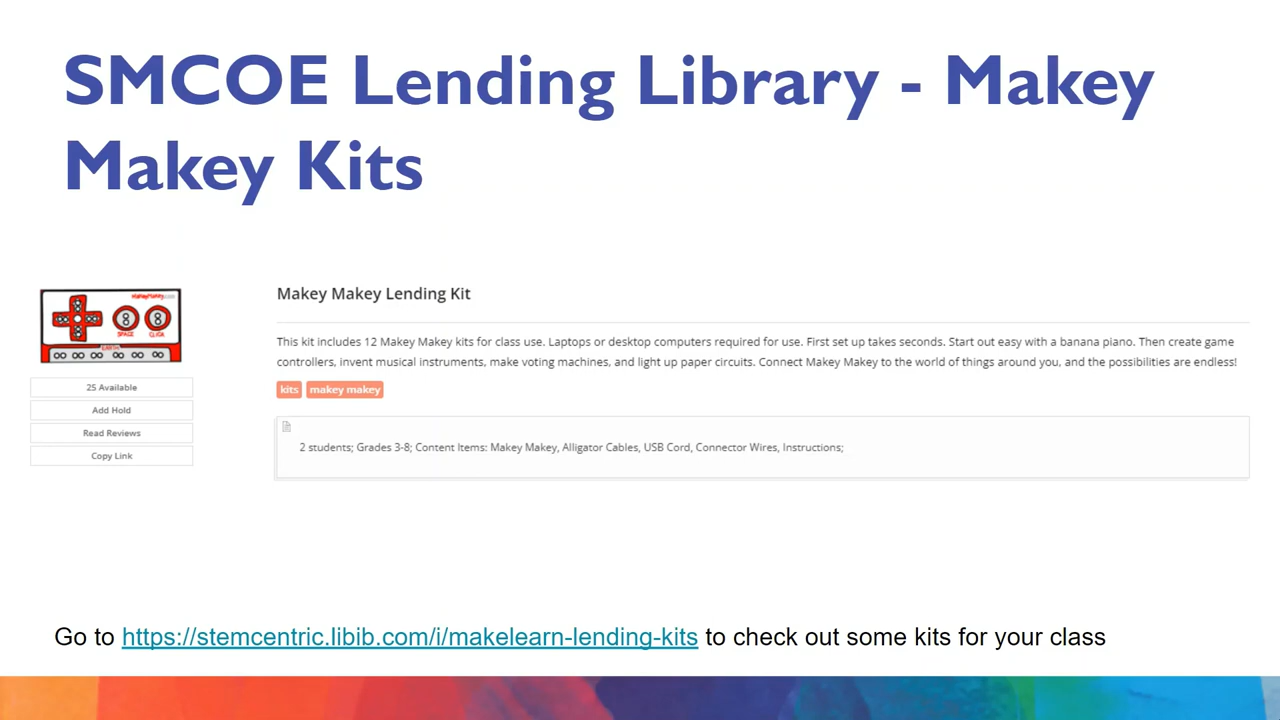 SMCOE Lending Library - Makey
Makey Kits
Makey Makey Lending Kit
This kit includes 12 Makey Makey kits for class use. Laptops or desktop computers required for use. First set up takes seconds. Start out easy with a banana piano. Then create game
controllers, invent musical instruments, make voting machines, and light up paper circuits. Connect Makey Makey to the world of things around you, and the possibilities are endless!
kits makey makey
2 students; Grades 3-8; Content Items: Makey Makey, Alligator Cables, USB Cord, Connector Wires, Instructions;
SPACE CLICK
25 Available
Add Hold
Read Reviews
Copy Link
Go to https://stemcentric.libib.com/i/makelearn-lending-kits to check out some kits for your class